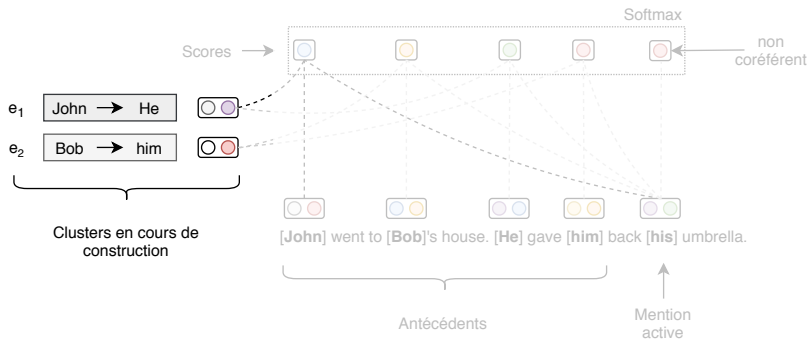 Softmax
Scores
non
coréférent
e1 John He
e2 Bob him
Clusters en cours de
construction
[John] went to [Bob]'s house. [He] gave [him] back [his] umbrella.
Antécédents
Mention
active